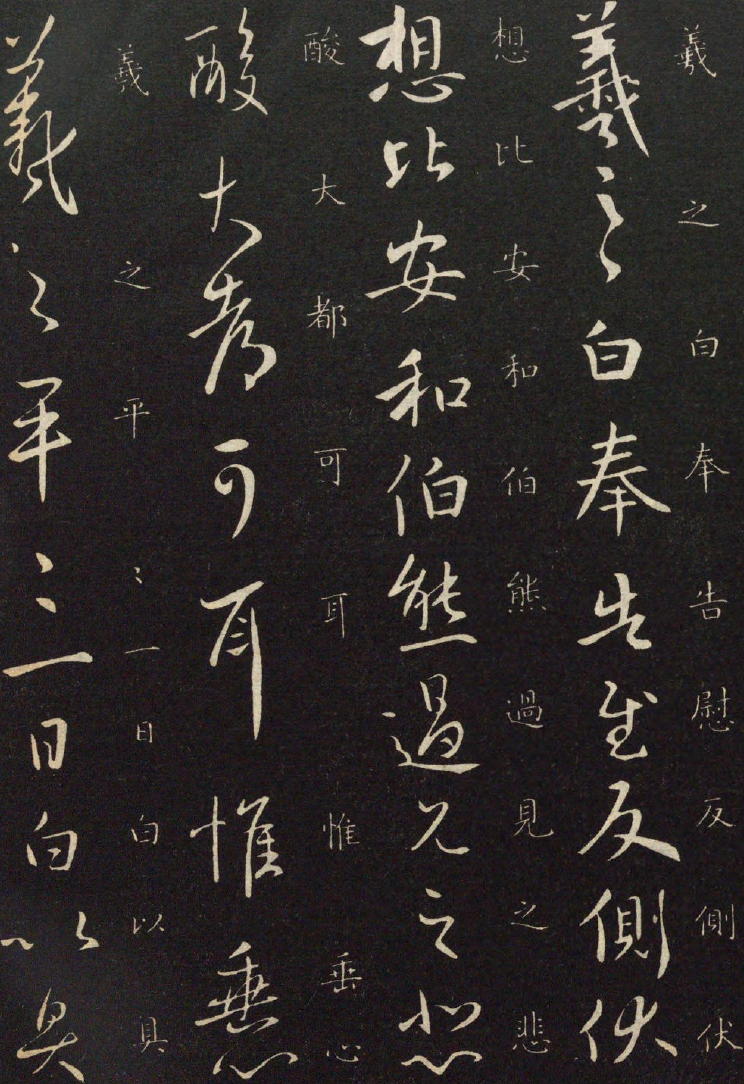 羲之白奉告慰反側伏
羲之白奉告慰反側伏
想比安和伯熊過見之悲
想比安和伯熊過見之悲
酸大都可耳惟垂心
酸大都可耳惟垂心
羲之平〻一日白以具
羲之平〻一日白以具